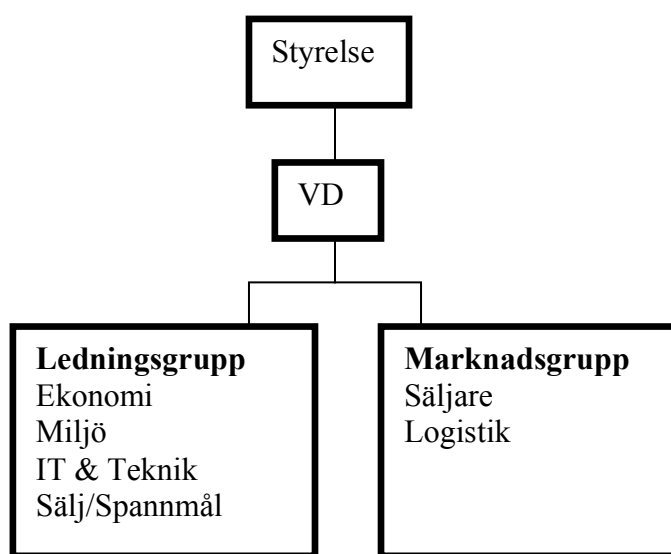 Styrelse
VD
Ledningsgrupp
Ekonomi
Miljö
IT & Teknik
Sälj/Spannmål
Marknadsgrupp
Säljare
Logistik